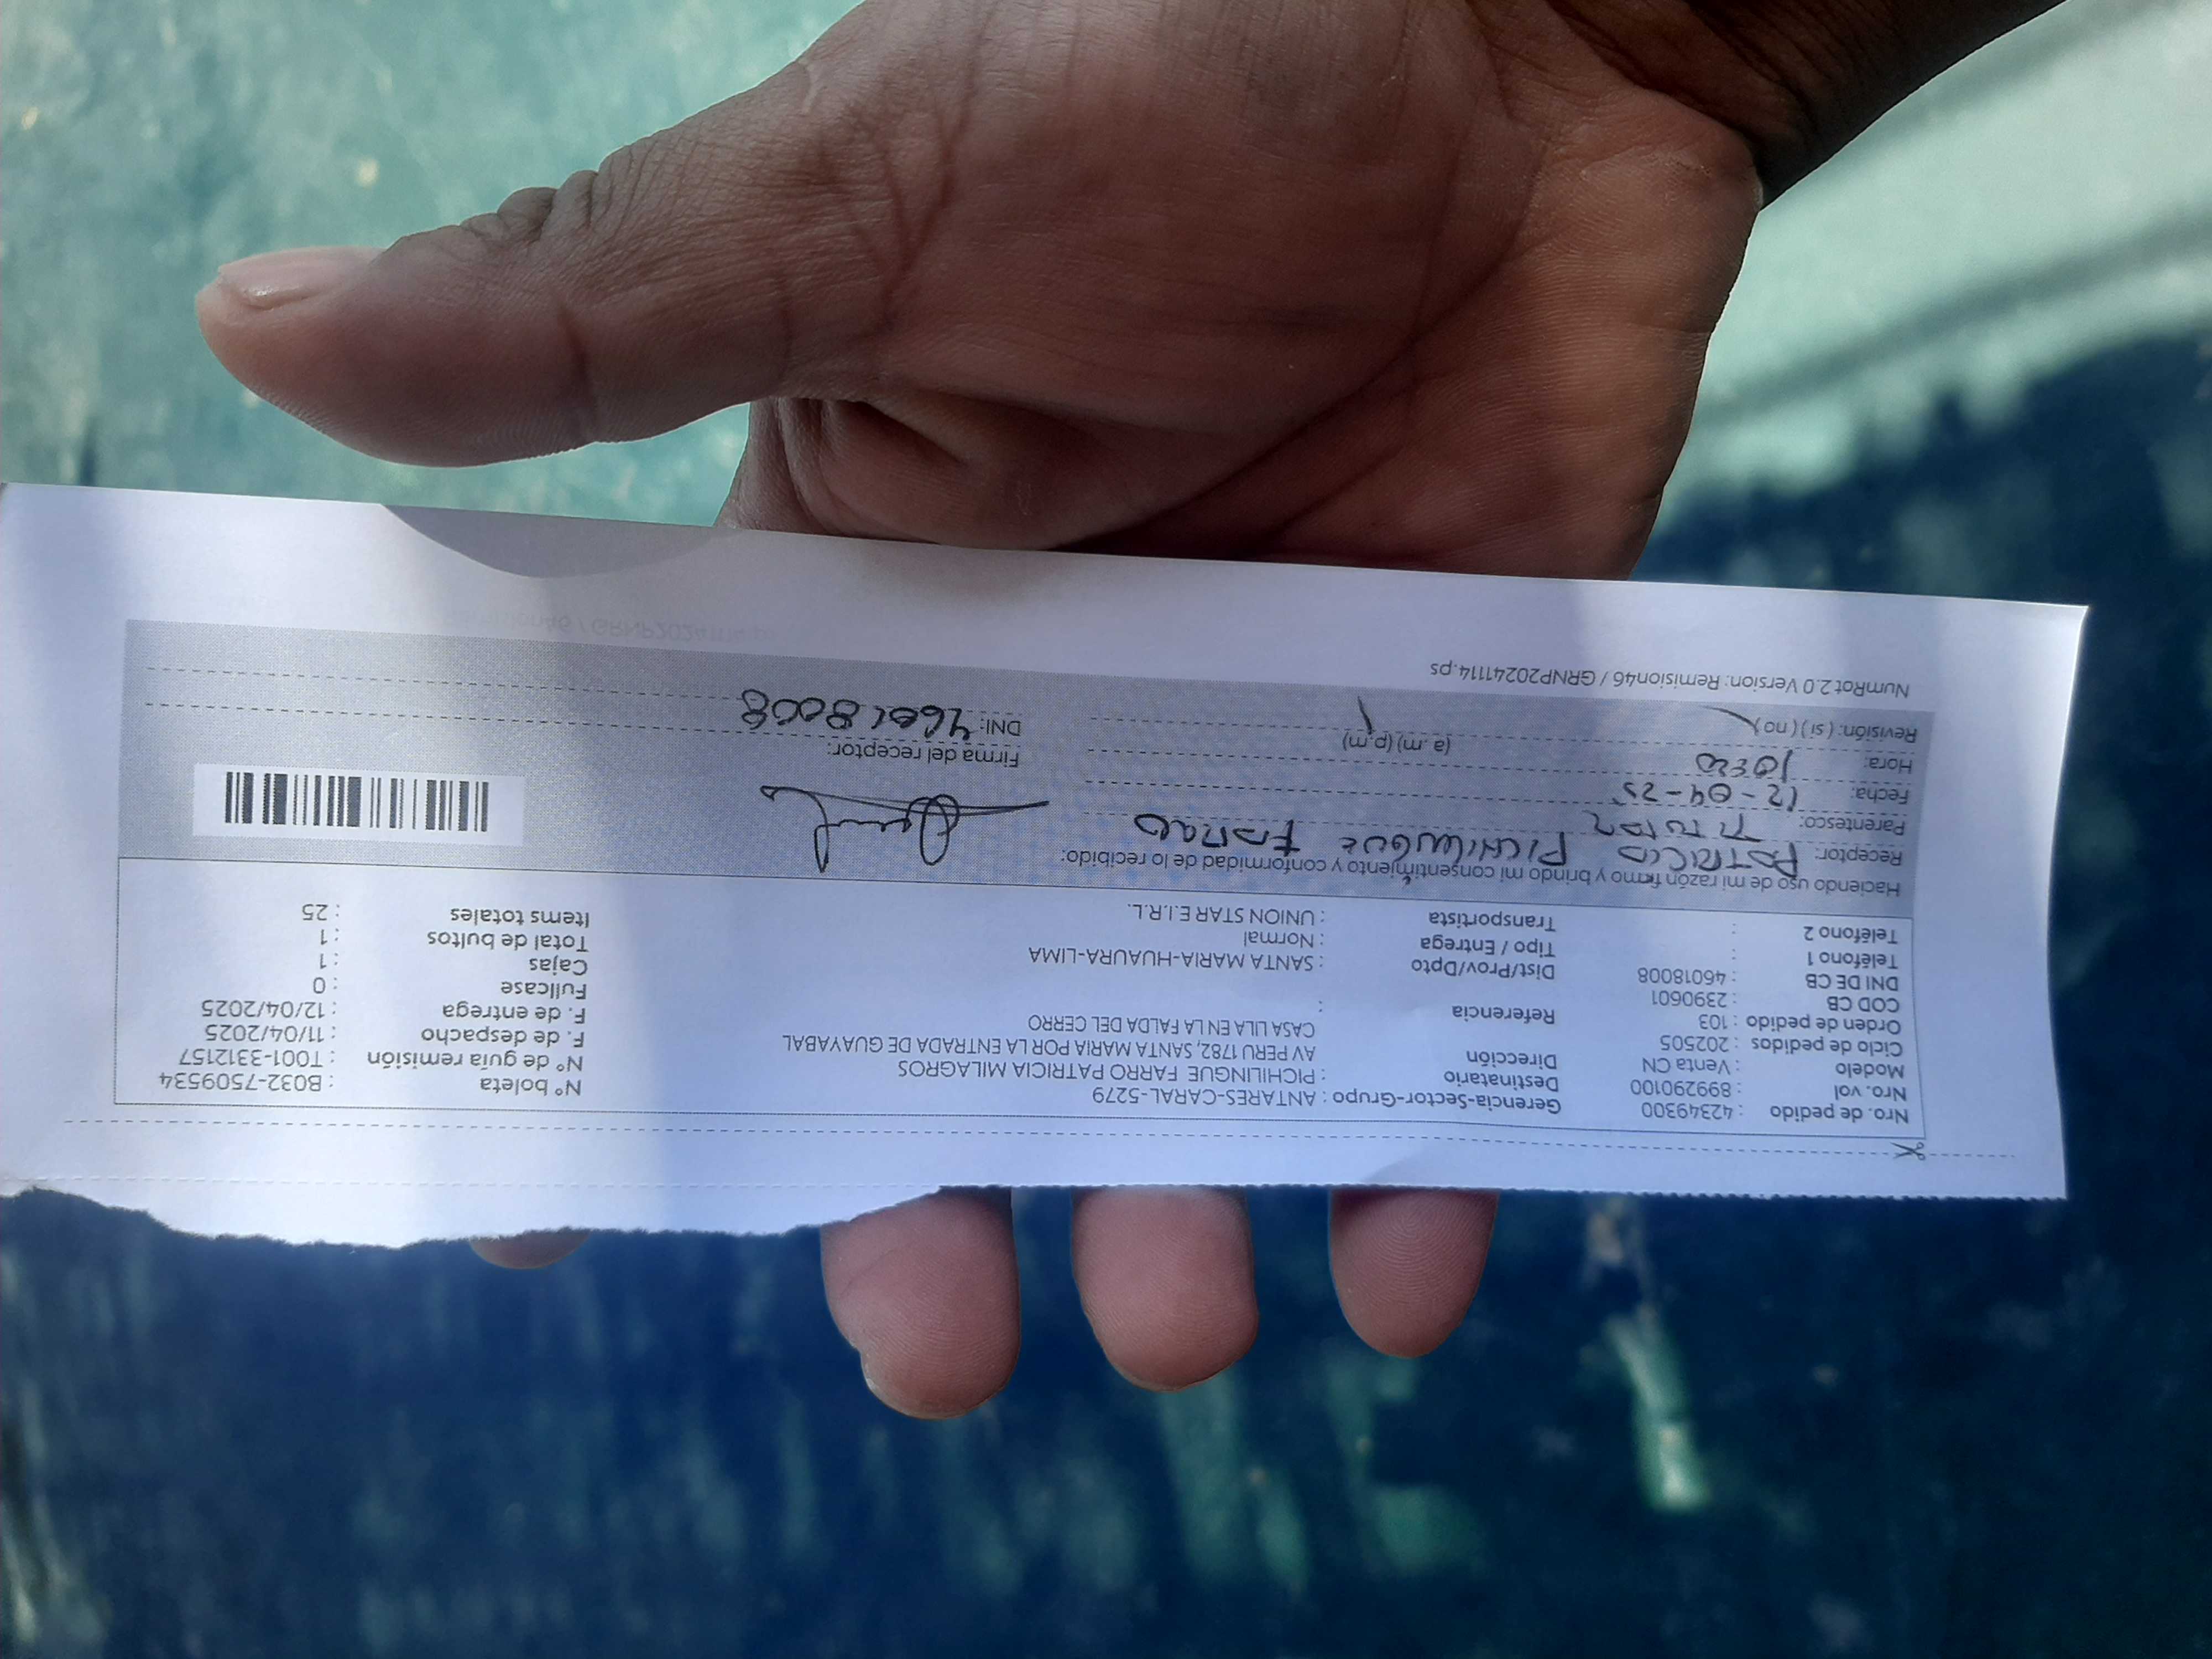 Nro. de pedido : 42349300
Nro. vol : 899290100
Modelo : Venta CN
Ciclo de pedidos : 202505
Orden de pedido : 103
COD CB : 2390601
DNI DE CB : 46018008
Teléfono 1 :
Teléfono 2 :
Gerencia-Sector-Grupo : ANTARES-CARAL-5279
Destinatario : PICHILINGUE FARRO PATRICIA MILAGROS
Dirección AV PERU 1782, SANTA MARIA POR LA ENTRADA DE GUAYABAL
CASA LILA EN LA FALDA DEL CERRO
Referencia :
Dist/Prov/Dpto : SANTA MARIA-HUAURA-LIMA
Tipo / Entrega : Normal
Transportista : UNION STAR E.I.R.L.
N° boleta : B032-7509534
N° de guía remisión : T001-3312157
F. de despacho : 11/04/2025
F. de entrega : 12/04/2025
Fullcase : 0
Cajas : 1
Total de bultos : 1
Items totales : 25
Haciendo uso de mi razón firmo y brindo mi consentimiento y conformidad de lo recibido:
Receptor: PATRICIA PICHILINGUE FARRO
Parentesco: TITULAR
Fecha: 12-04-25
Hora: 10:20 (a. m) (p.m)
Revisión: ( si ) ( no )
Firma del receptor:
DNI: 46018008
NumRot 2.0 Version: Remision46 / GRNP20241114.ps